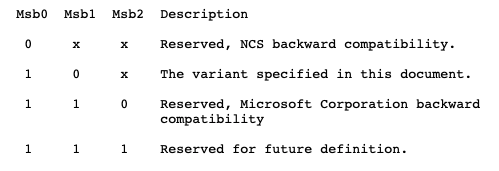 Msb0 Msb1 Msb2 Description
0 x x Reserved, NCS backward compatibility.
1 0 x The variant specified in this document.
1 1 0 Reserved, Microsoft Corporation backward
compatibility
1 1 1 Reserved for future definition.